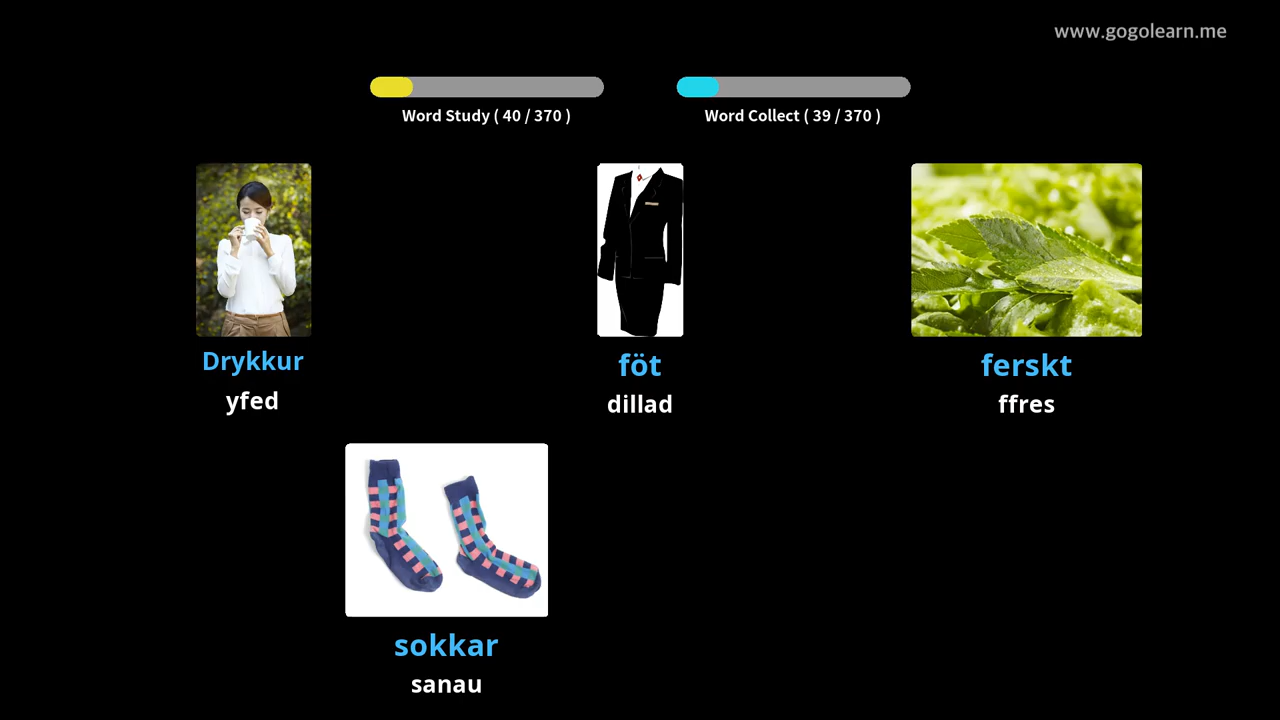 www.gogolearn.me
Word Study ( 40 / 370 )
Word Collect ( 39 / 370 )
Drykkur
yfed
föt
dillad
ferskt
ffres
sokkar
sanau